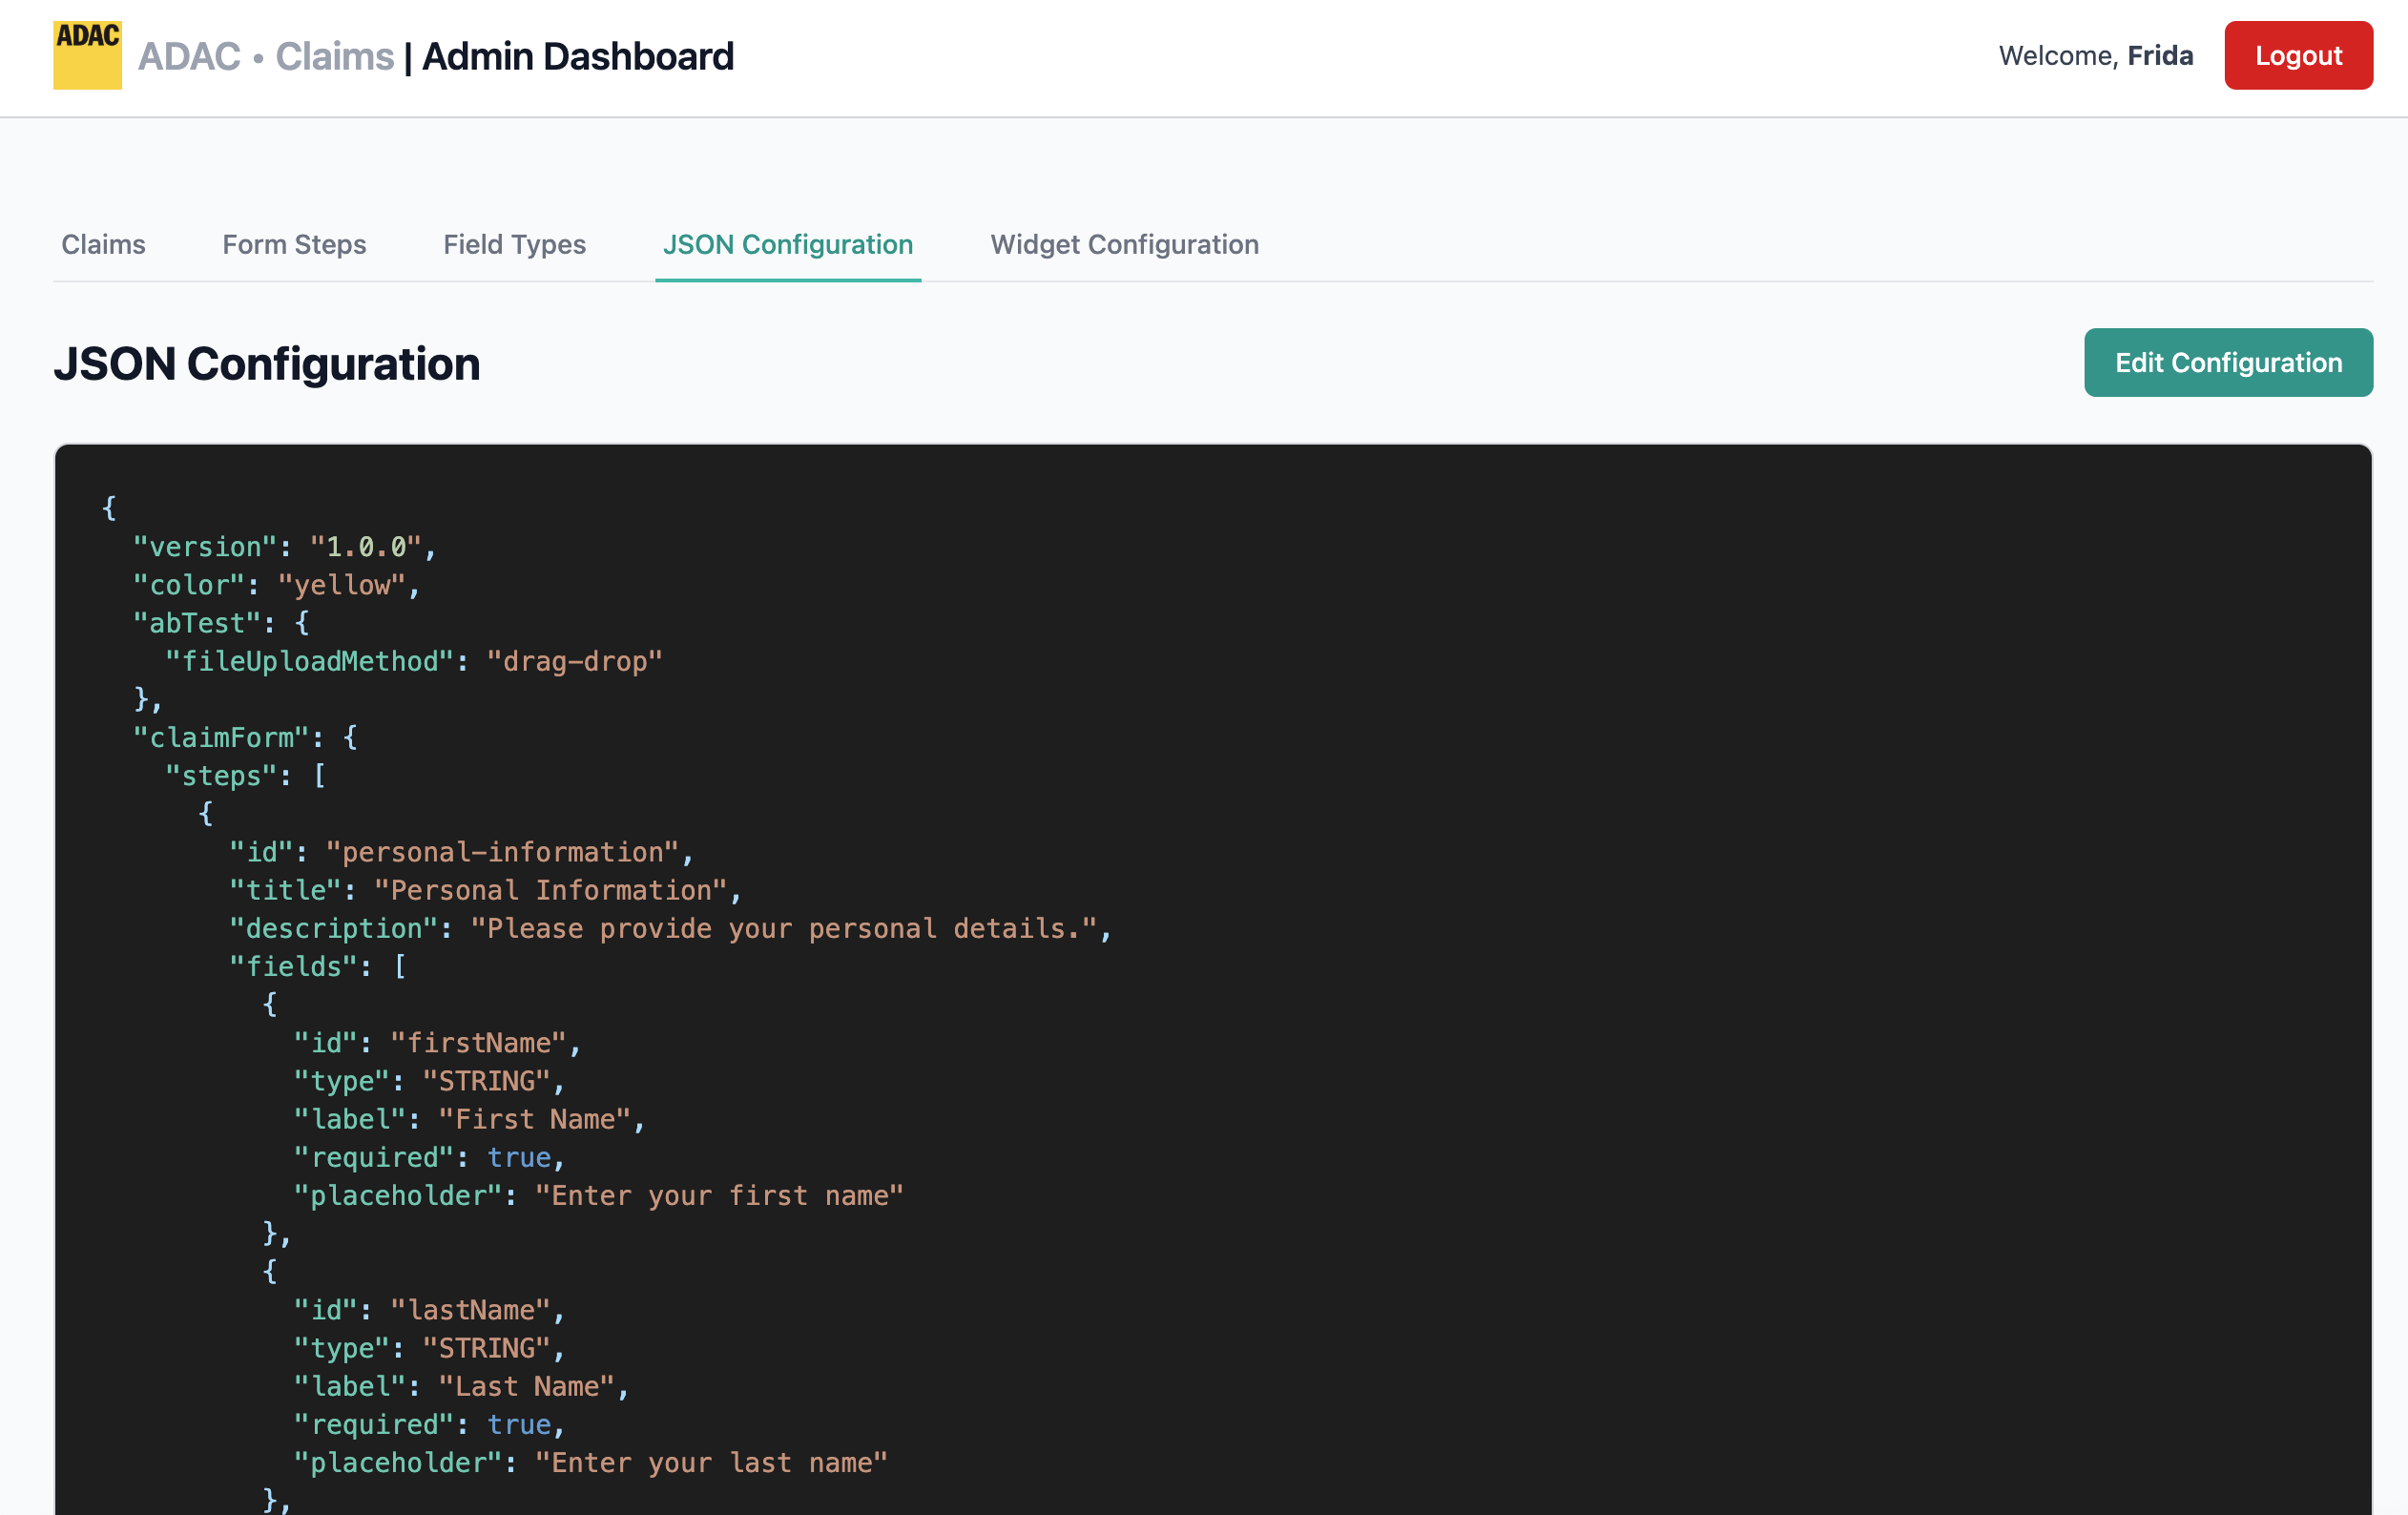 ADAC
ADAC • Claims | Admin Dashboard
Welcome, Frida
Logout
Claims
Form Steps
Field Types
JSON Configuration
Widget Configuration
JSON Configuration
Edit Configuration
{
  "version": "1.0.0",
  "color": "yellow",
  "abTest": {
    "fileUploadMethod": "drag-drop"
  },
  "claimForm": {
    "steps": [
      {
        "id": "personal-information",
        "title": "Personal Information",
        "description": "Please provide your personal details.",
        "fields": [
          {
            "id": "firstName",
            "type": "STRING",
            "label": "First Name",
            "required": true,
            "placeholder": "Enter your first name"
          },
          {
            "id": "lastName",
            "type": "STRING",
            "label": "Last Name",
            "required": true,
            "placeholder": "Enter your last name"
          },